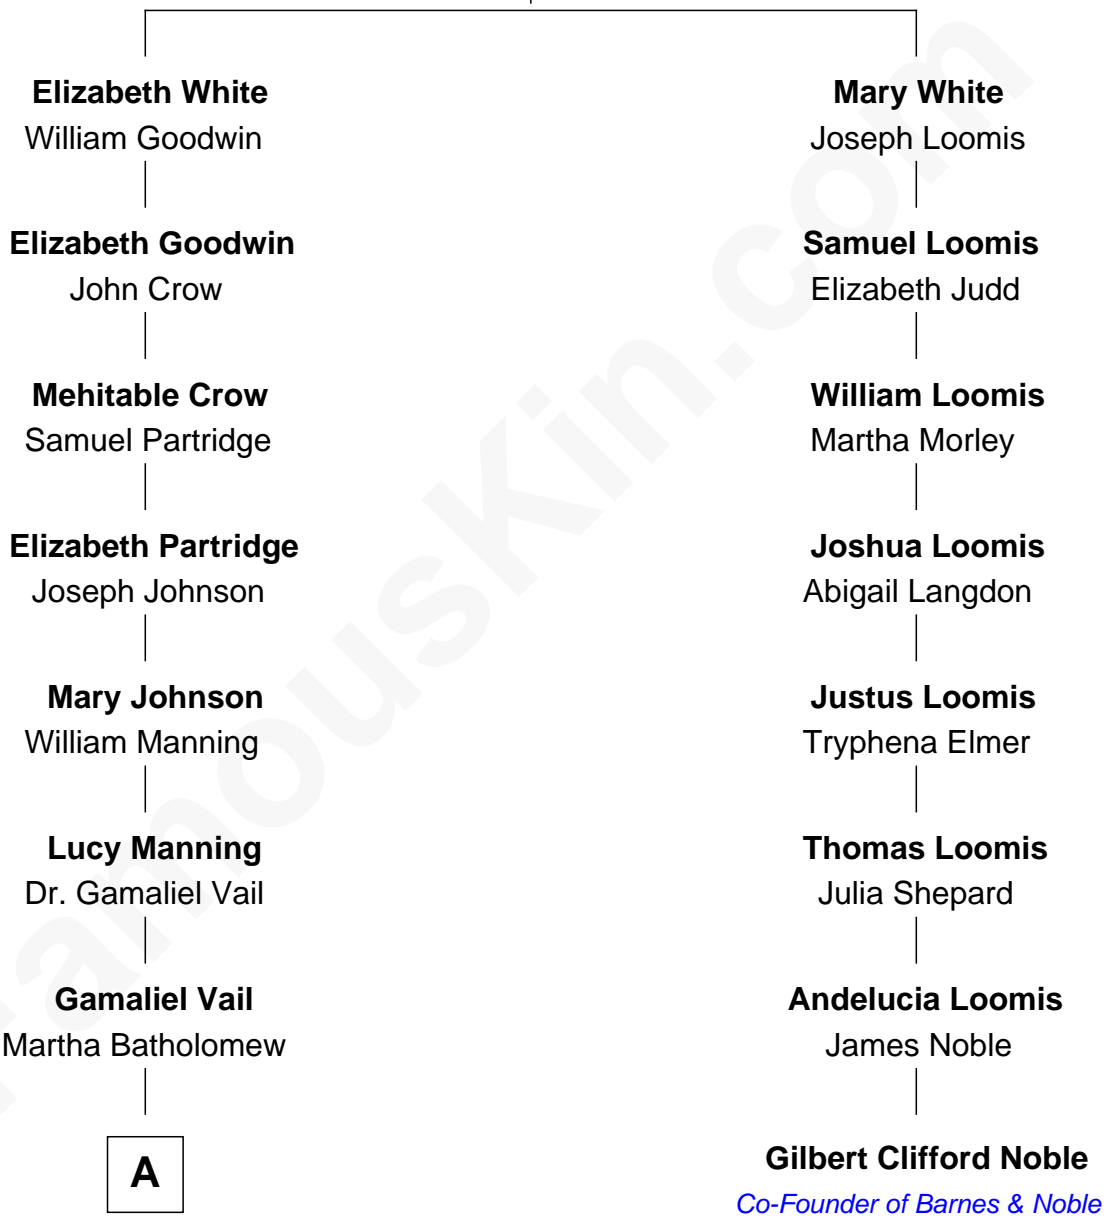 Elizabeth White
William Goodwin
Elizabeth Goodwin
John Crow
Mehitable Crow
Samuel Partridge
Elizabeth Partridge
Joseph Johnson
Mary Johnson
William Manning
Lucy Manning
Dr. Gamaliel Vail
Gamaliel Vail
Martha Batholomew
A
Mary White
Joseph Loomis
Samuel Loomis
Elizabeth Judd
William Loomis
Martha Morley
Joshua Loomis
Abigail Langdon
Justus Loomis
Tryphena Elmer
Thomas Loomis
Julia Shepard
Andelucia Loomis
James Noble
Gilbert Clifford Noble
Co-Founder of Barnes & Noble
FamousKin.com